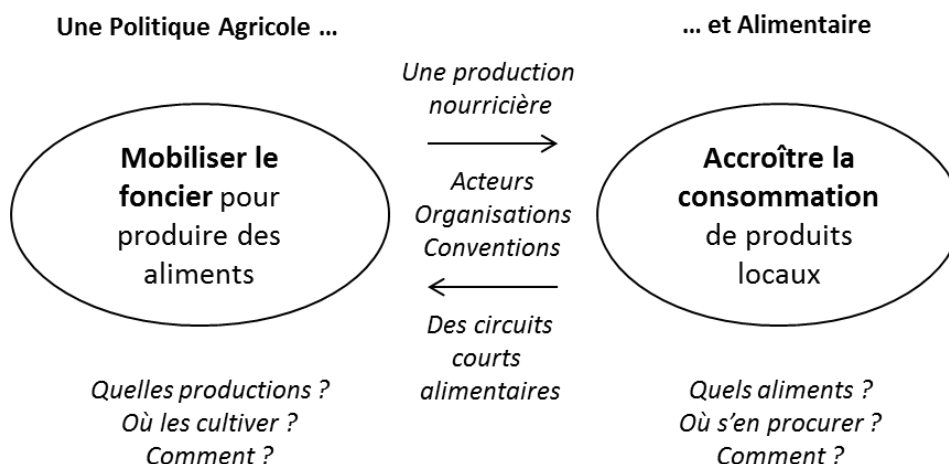 Une Politique Agricole ...
... et Alimentaire
Une production
nourricière
Mobiliser le
foncier pour
produire des
aliments
Acteurs
Organisations
Conventions
Accroître la
consommation
de produits
locaux
Des circuits
courts
alimentaires
Quelles productions ?
Où les cultiver ?
Comment ?
Quels aliments ?
Où s'en procurer ?
Comment ?